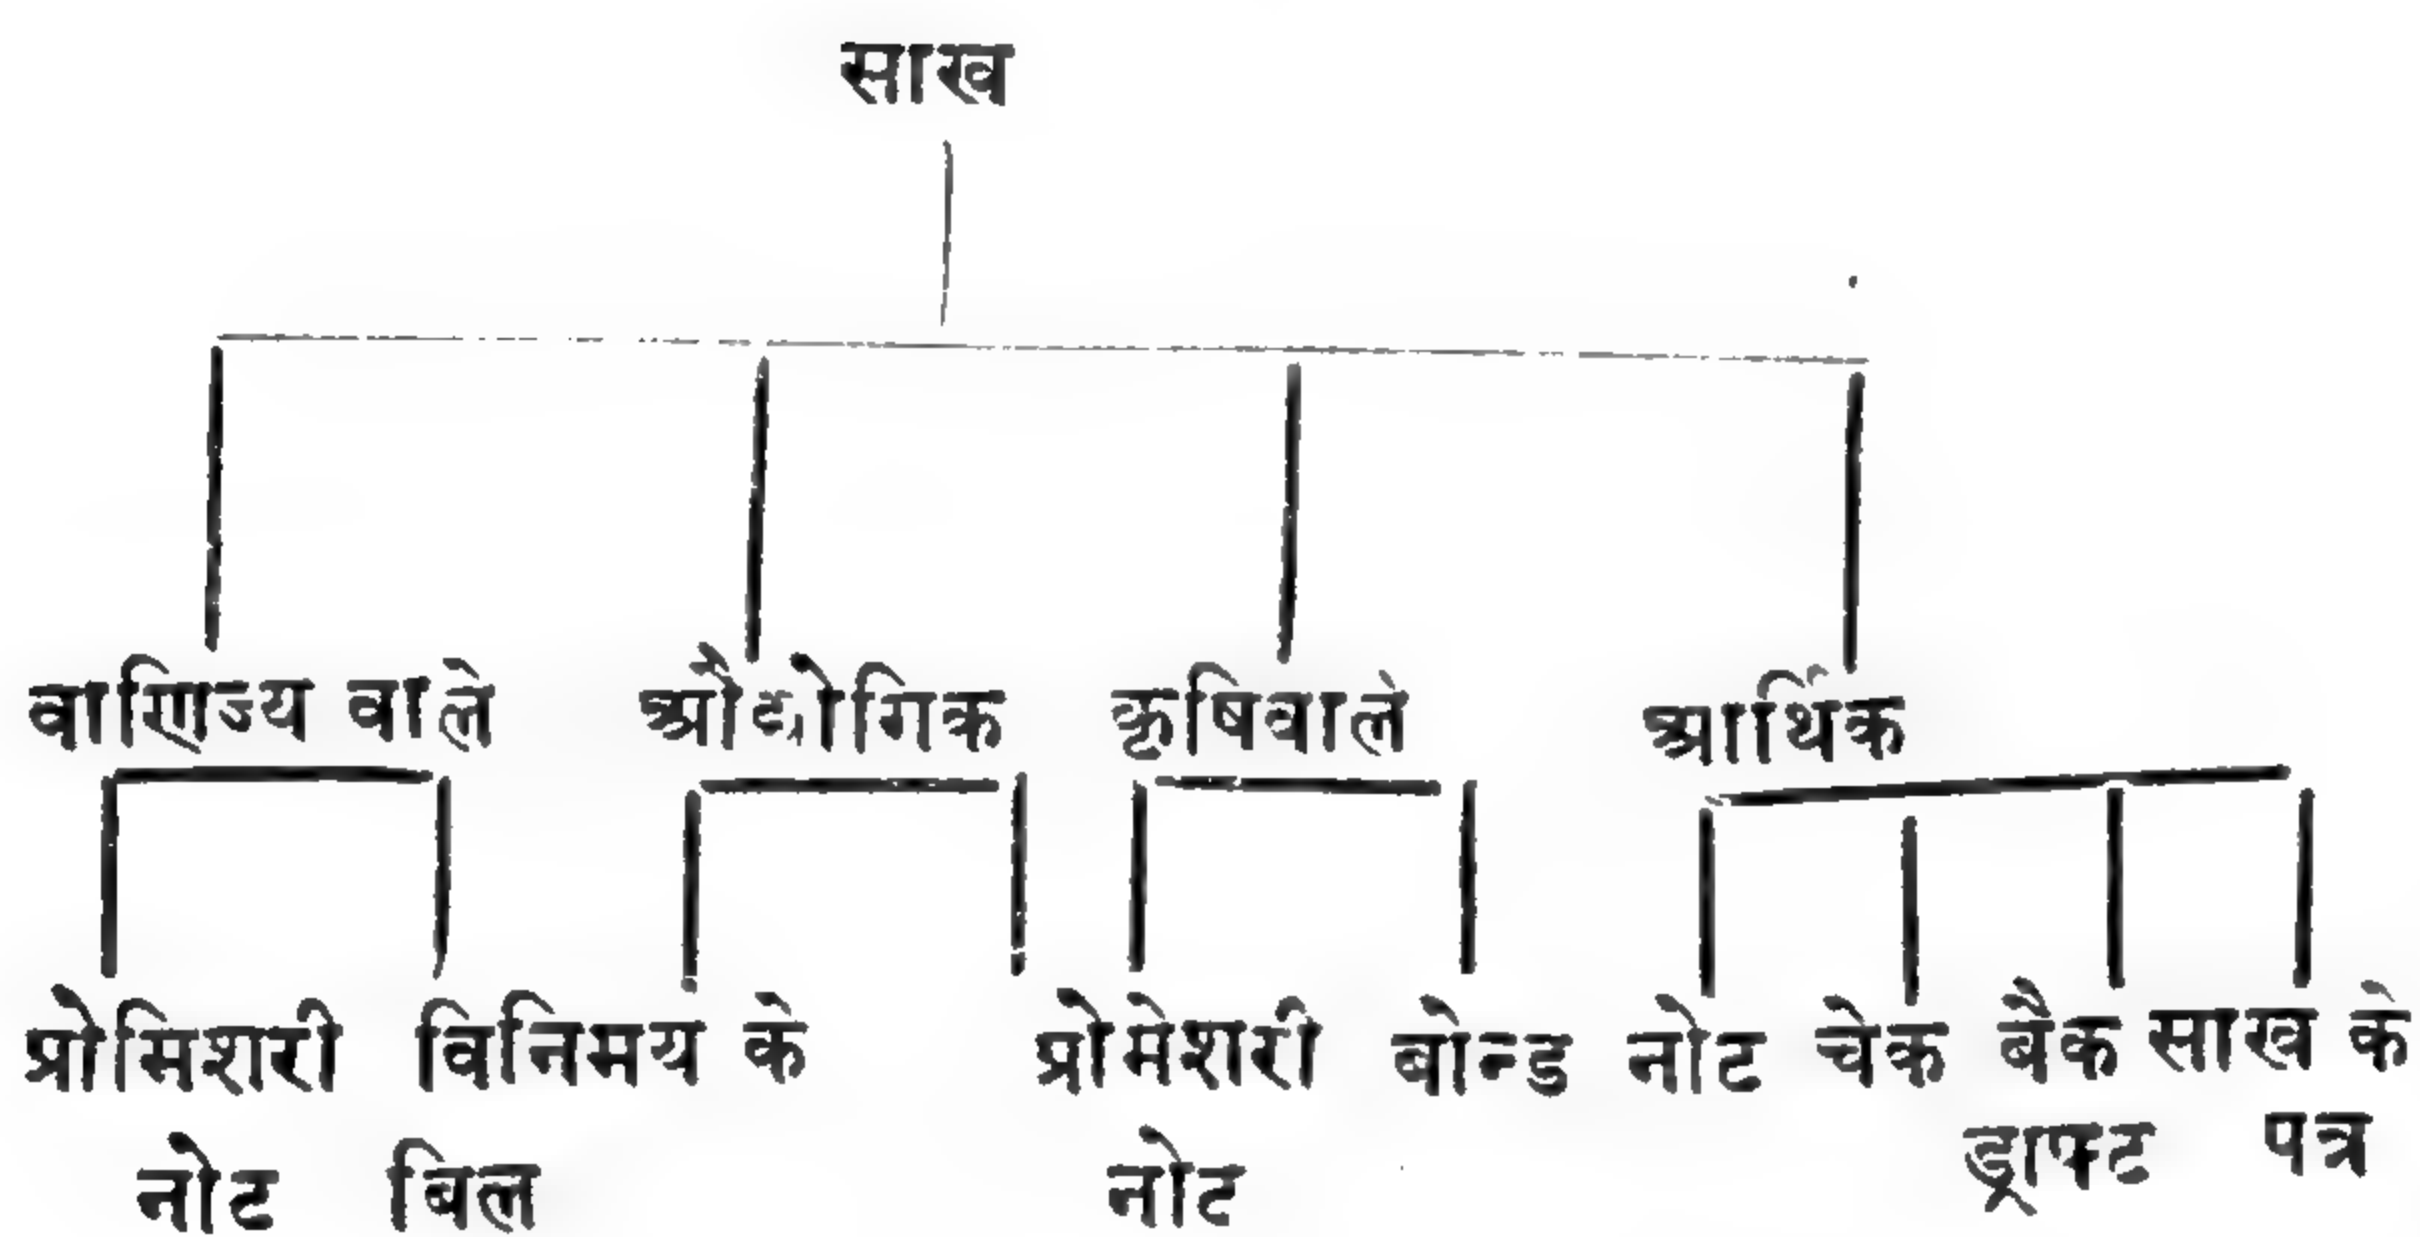 साख
वाणिज्य वाले औद्योगिक कृषिवाले आर्थिक
प्रोमिशरी विनिमय के प्रोमेशरी बोन्ड नोट चेक बैक साख के
नोट बिल नोट ड्राफ्ट पत्र